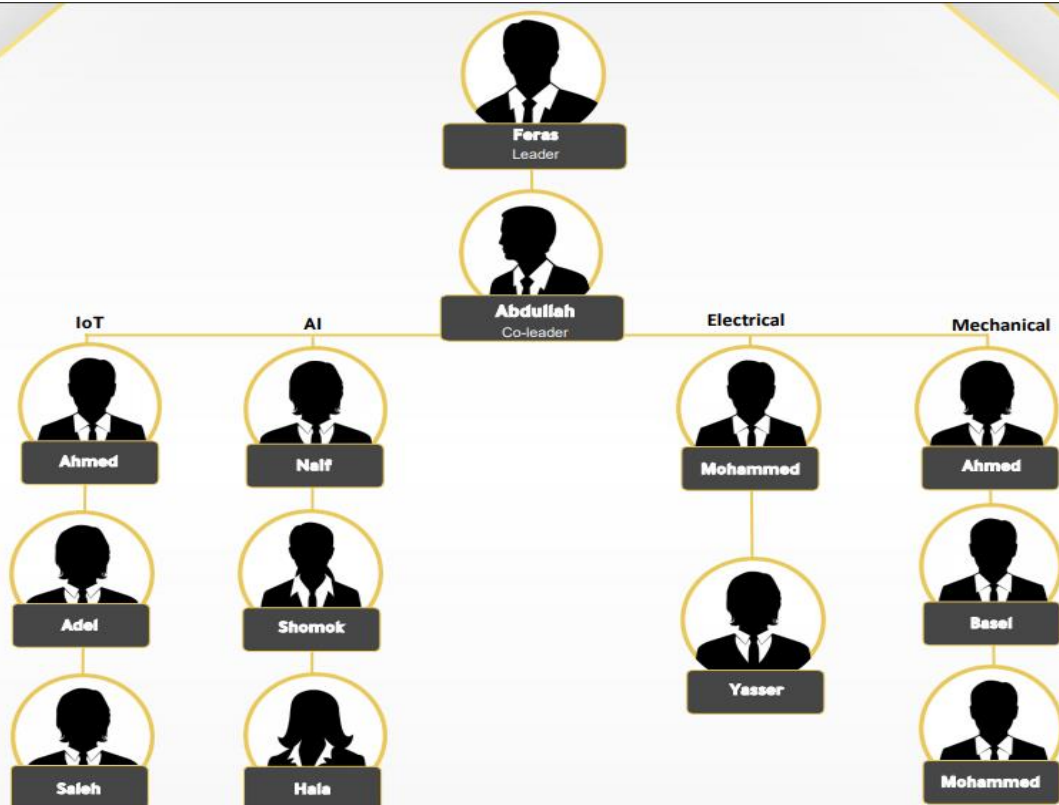 Feras
Leader
Abdullah
Co-leader
IoT
AI
Electrical
Mechanical
Ahmed
Naif
Mohammed
Ahmed
Adel
Shomok
Basel
Yasser
Saleh
Hala
Mohammed